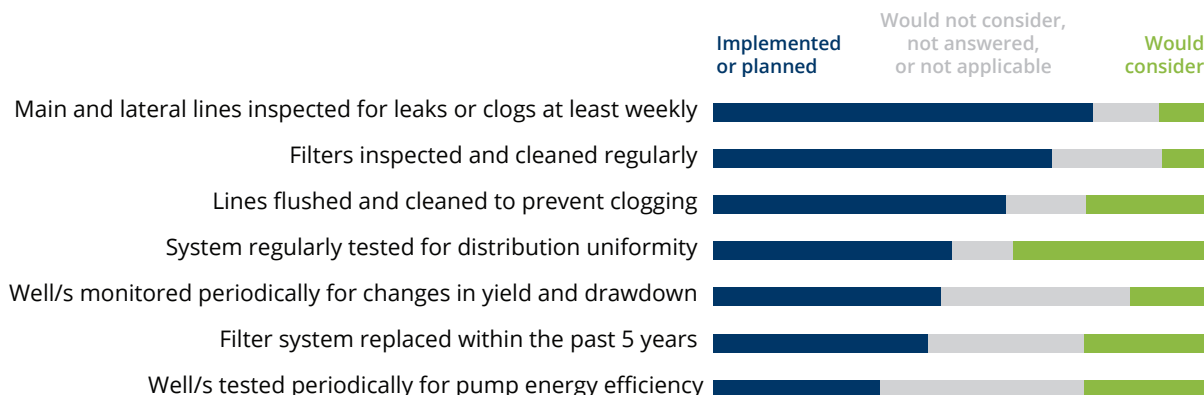 Would not consider,
Implemented not answered, Would
or planned or not applicable consider
Main and lateral lines inspected for leaks or clogs at least weekly
Filters inspected and cleaned regularly
Lines flushed and cleaned to prevent clogging
System regularly tested for distribution uniformity
Well/s monitored periodically for changes in yield and drawdown
Filter system replaced within the past 5 years
Well/s tested periodically for pump energy efficiency